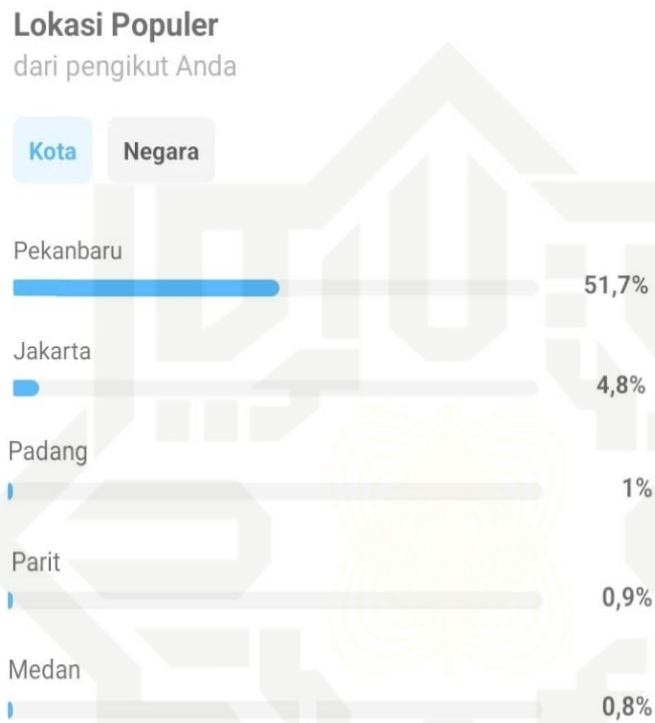 Lokasi Populer
dari pengikut Anda
Kota Negara
Pekanbaru
51,7%
Jakarta
4,8%
Padang
1%
Parit
0,9%
Medan
0,8%